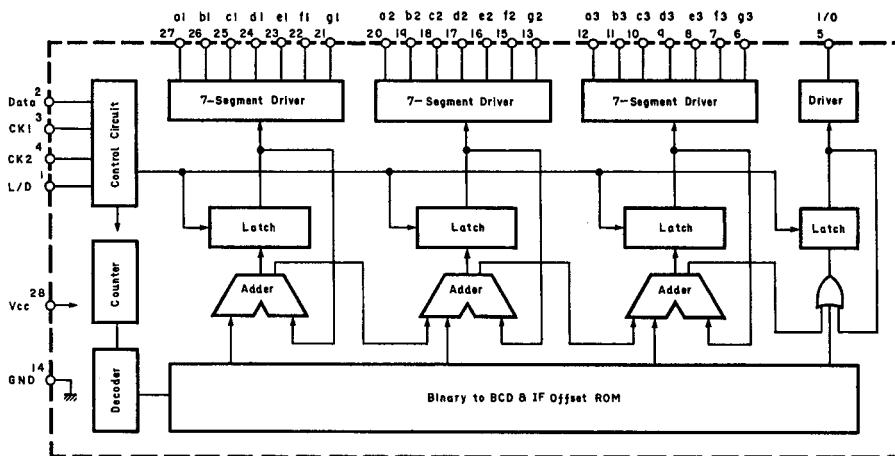 a1 b1 c1 d1 e1 f1 g1 a2 b2 c2 d2 e2 f2 g2 a3 b3 c3 d3 e3 f3 g3 I/O
27 26 25 24 23 22 21 20 19 18 17 16 15 13 12 11 10 9 8 7 6 5
7-Segment Driver 7-Segment Driver 7-Segment Driver Driver
Data 2
CK1 3
CK2 4
L/D 1
Control Circuit
Latch Latch Latch Latch
Counter
Adder Adder Adder
Vcc 28
GND 14
Decoder
Binary to BCD & IF Offset ROM